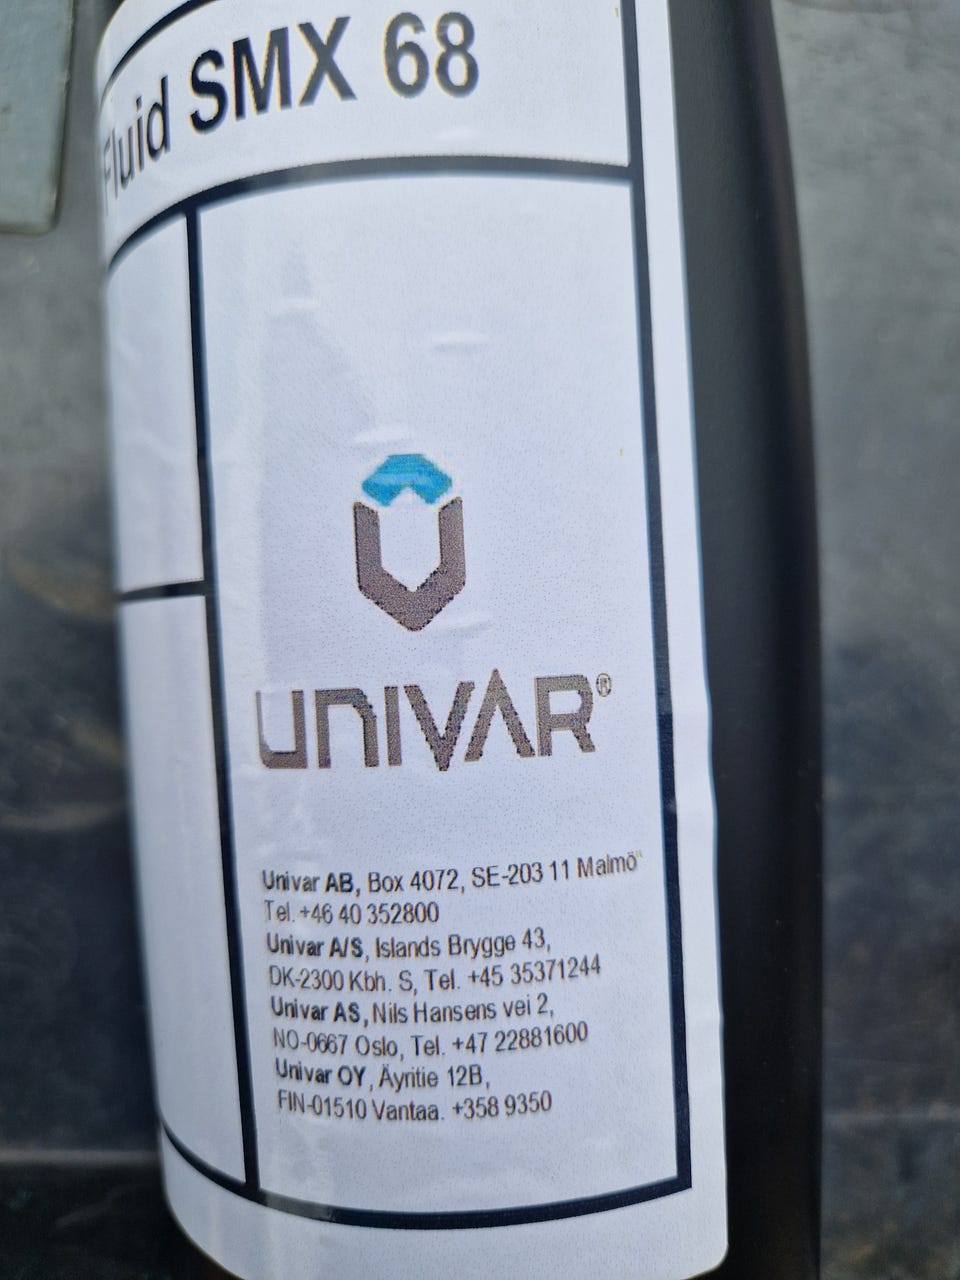 Fluid SMX 68
UNIVAR®
Univar AB, Box 4072, SE-203 11 Malmö"
Tel. +46 40 352800
Univar A/S, Islands Brygge 43,
DK-2300 Kbh. S, Tel. +45 35371244
Univar AS, Nils Hansens vei 2,
NO-0667 Oslo, Tel. +47 22881600
Univar OY, Äyritie 12B,
FIN-01510 Vantaa. +358 9350